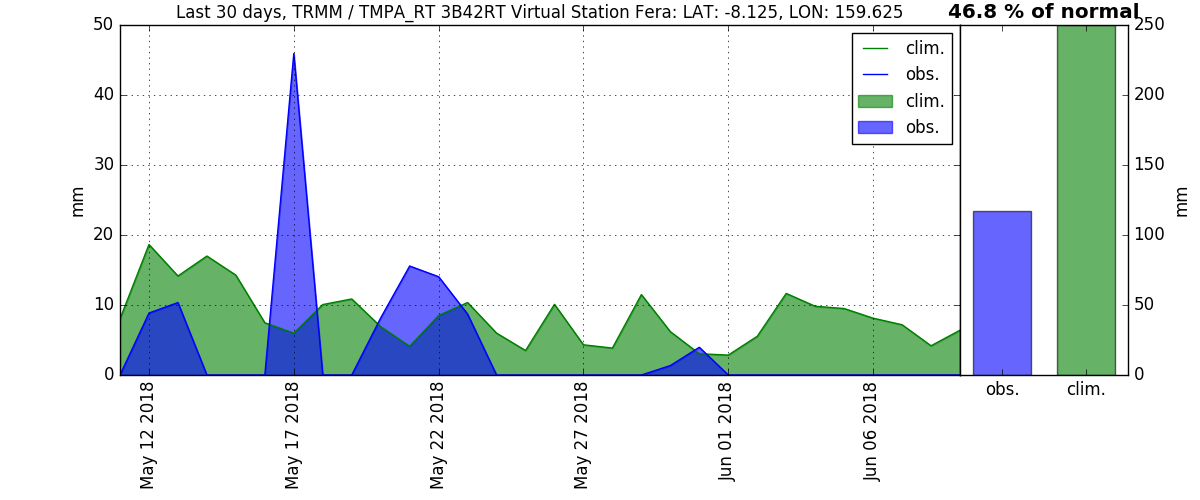 Last 30 days, TRMM / TMPA_RT 3B42RT Virtual Station Fera: LAT: -8.125, LON: 159.625
46.8 % of normal
50
40
30
20
10
0
mm
clim.
obs.
clim.
obs.
May 12 2018
May 17 2018
May 22 2018
May 27 2018
Jun 01 2018
Jun 06 2018
250
200
150
100
50
0
mm
obs.
clim.